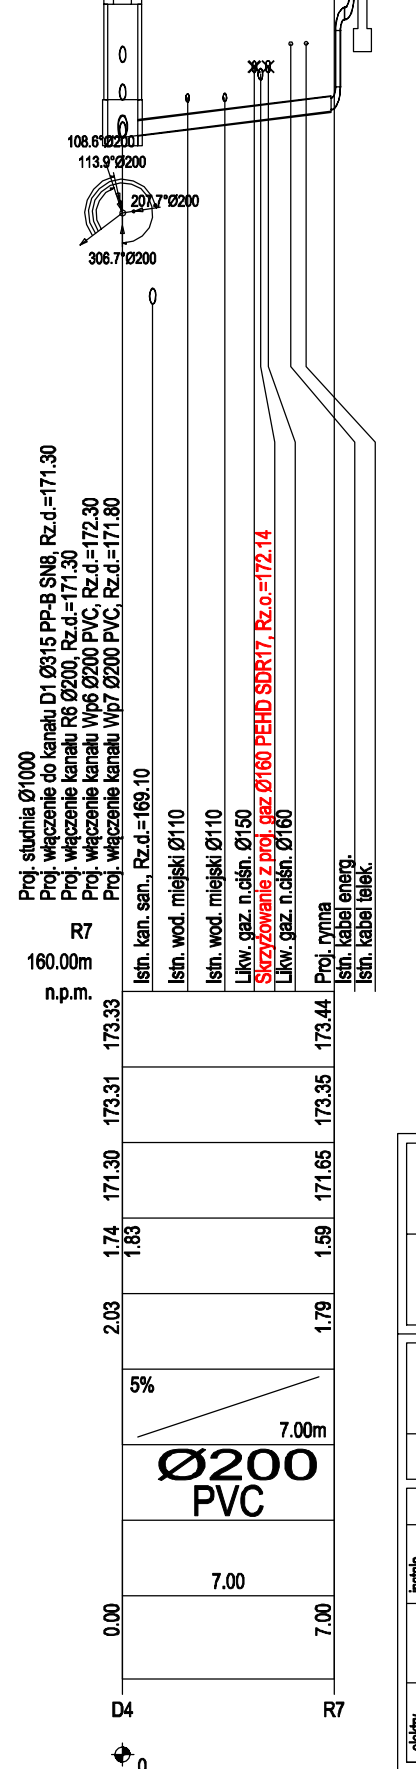 108.6°Ø200
113.9°Ø200
207.7°Ø200
306.7°Ø200
Proj. studnia Ø1000
Proj. włączenie do kanału D1 Ø315 PP-B SN8, Rz.d.=171.30
Proj. włączenie kanału R6 Ø200, Rz.d.=171.30
Proj. włączenie kanału Wp6 Ø200 PVC, Rz.d.=172.30
Proj. włączenie kanału Wp7 Ø200 PVC, Rz.d.=171.80
Istn. kan. san., Rz.d.=169.10
Istn. wod. miejski Ø110
Istn. wod. miejski Ø110
Likw. gaz. n.ciśn. Ø150
Skrzyżowanie z proj. gaz Ø160 PEHD SDR17, Rz.o.=172.14
Likw. gaz. n.ciśn. Ø160
Proj. rynna
Istn. kabel energ.
Istn. kabel telek.
R7
160.00m
n.p.m.
173.33 173.44
173.31 173.35
171.30 171.65
1.74 1.83 1.59
2.03 1.79
5%
7.00m
Ø200
PVC
7.00
0.00 7.00
D4 R7
0